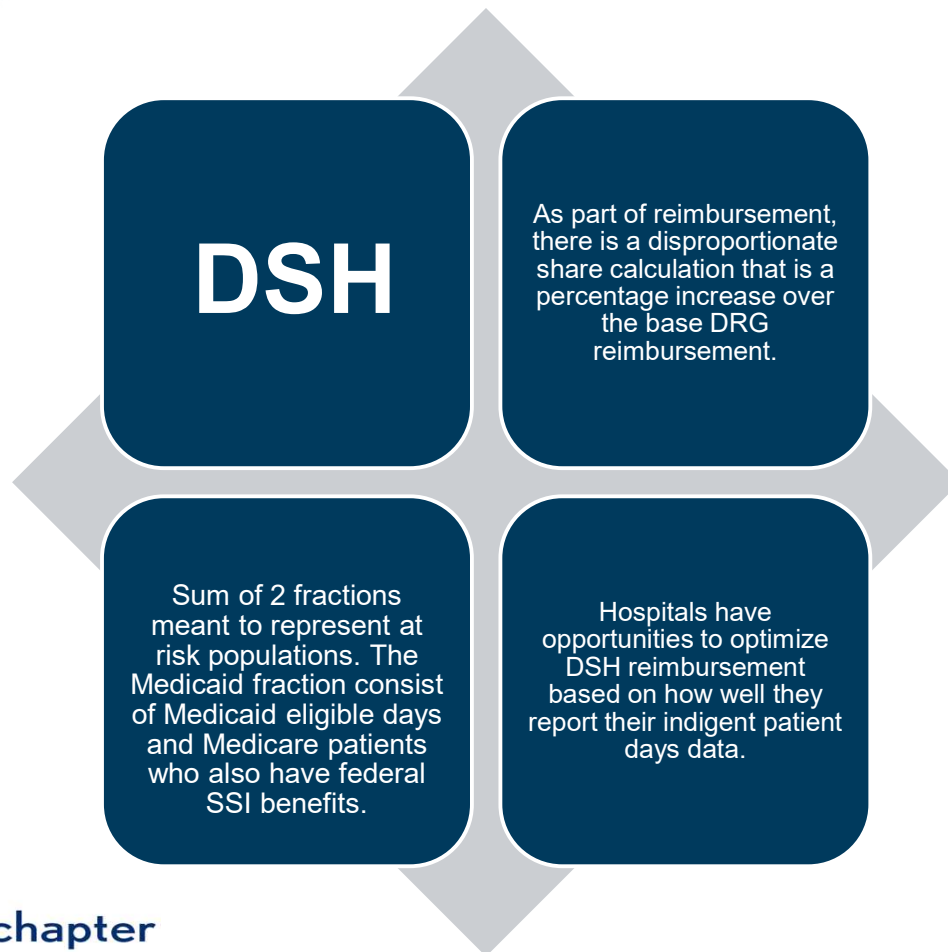 DSH
As part of reimbursement,
there is a disproportionate
share calculation that is a
percentage increase over
the base DRG
reimbursement.
Sum of 2 fractions
meant to represent at
risk populations. The
Medicaid fraction consist
of Medicaid eligible days
and Medicare patients
who also have federal
SSI benefits.
Hospitals have
opportunities to optimize
DSH reimbursement
based on how well they
report their indigent patient
days data.
chapter